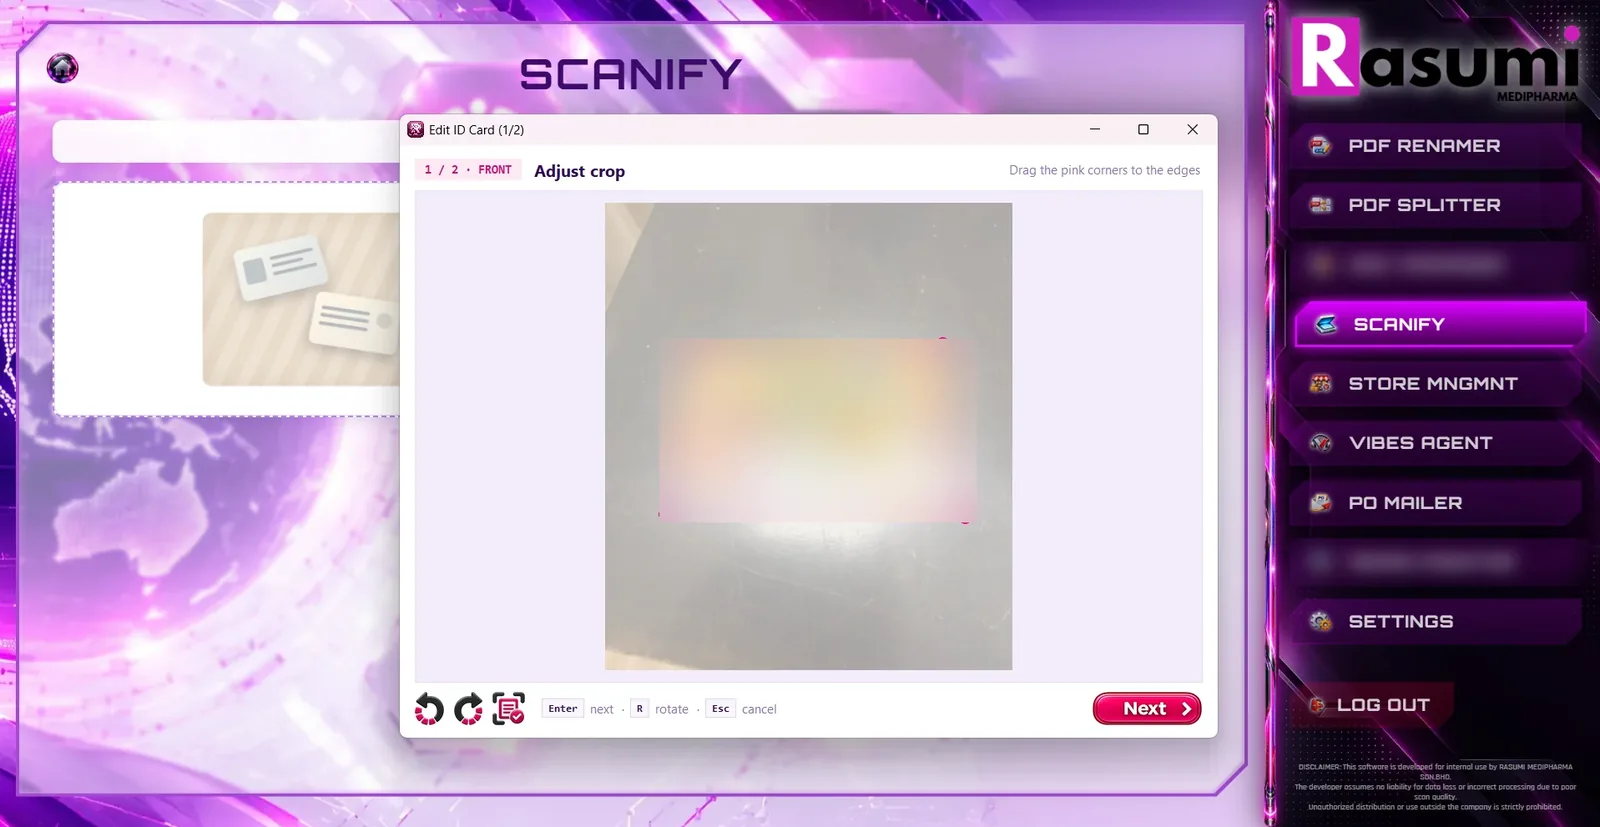 SCANIFY
Edit ID Card (1/2)
1 / 2 · FRONT
Adjust crop
Drag the pink corners to the edges
Enter next · R rotate · Esc cancel
Next
Rasumi
MEDIPHARMA
PDF RENAMER
PDF SPLITTER
SCANIFY
STORE MNGMNT
VIBES AGENT
PO MAILER
SETTINGS
LOG OUT
DISCLAIMER: This software is developed for internal use by RASUMI MEDIPHARMA
SDN.BHD.
The developer assumes no liability for data loss or incorrect processing due to poor
scan quality.
Unauthorized distribution or use outside the company is strictly prohibited.